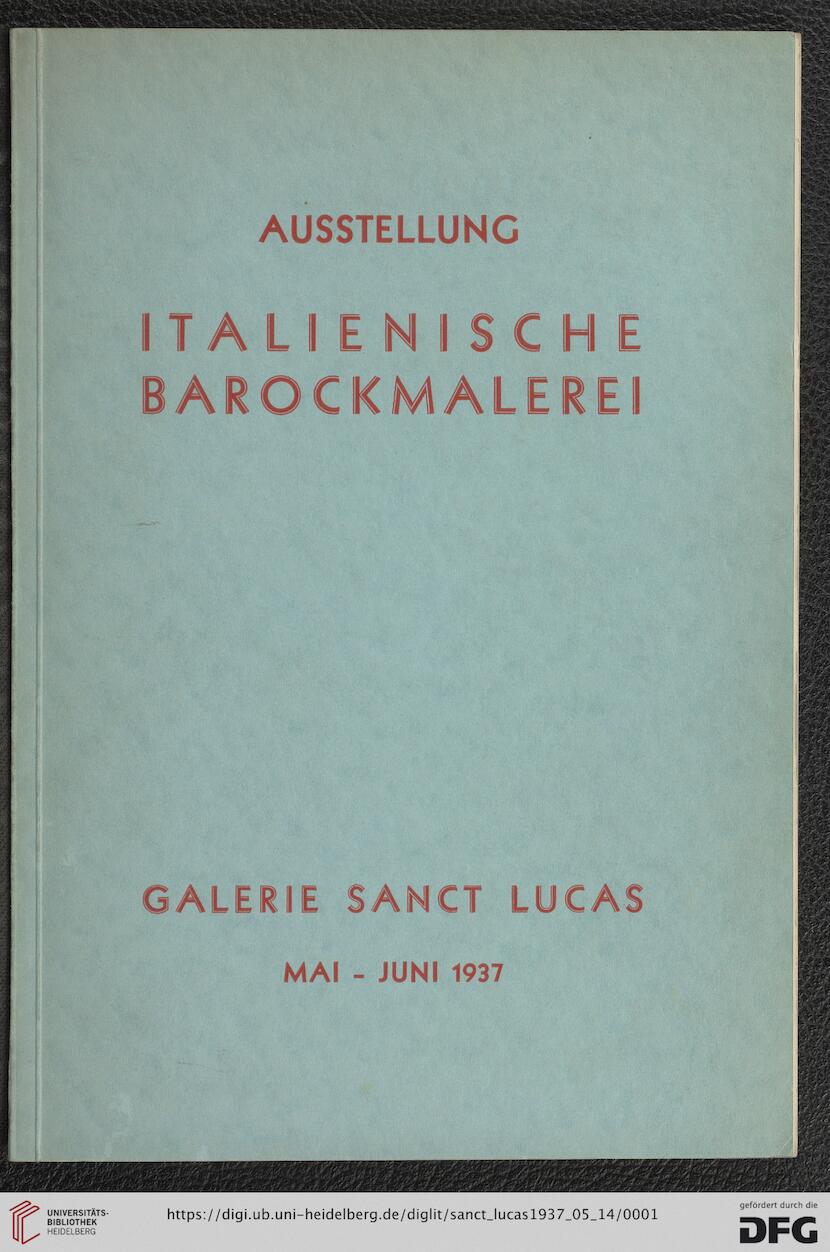 AUSSTELLUNG
ITALIENISCHE
BAROCKMALEREI
GALERIE SANCT LUCAS
MAI – JUNI 1937
UNIVERSITÄTS-
BIBLIOTHEK
HEIDELBERG
https://digi.ub.uni-heidelberg.de/diglit/sanct_lucas1937_05_14/0001
gefördert durch die
DFG